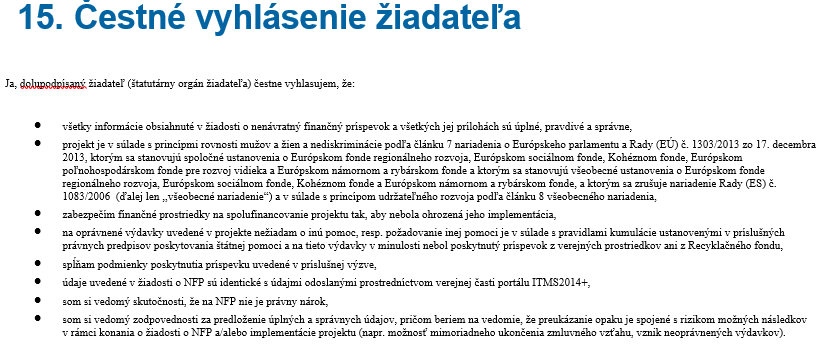 15. Čestné vyhlásenie žiadateľa
Ja, dolupodpísaný žiadateľ (štatutárny orgán žiadateľa) čestne vyhlasujem, že:
• všetky informácie obsiahnuté v žiadosti o nenávratný finančný príspevok a všetkých jej prílohách sú úplné, pravdivé a správne,
• projekt je v súlade s princípmi rovnosti mužov a žien a nediskriminácie podľa článku 7 nariadenia o Európskeho parlamentu a Rady (EÚ) č. 1303/2013 zo 17. decembra
2013, ktorým sa stanovujú spoločné ustanovenia o Európskom fonde regionálneho rozvoja, Európskom sociálnom fonde, Kohéznom fonde, Európskom
poľnohospodárskom fonde pre rozvoj vidieka a Európskom námornom a rybárskom fonde a ktorým sa stanovujú všeobecné ustanovenia o Európskom fonde
regionálneho rozvoja, Európskom sociálnom fonde, Kohéznom fonde a Európskom námornom a rybárskom fonde, a ktorým sa zrušuje nariadenie Rady (ES) č.
1083/2006 (ďalej len „všeobecné nariadenie“) a v súlade s princípom udržateľného rozvoja podľa článku 8 všeobecného nariadenia,
• zabezpečím finančné prostriedky na spolufinancovanie projektu tak, aby nebola ohrozená jeho implementácia,
• na oprávnené výdavky uvedené v projekte nežiadam o inú pomoc, resp. požadovanie inej pomoci je v súlade s pravidlami kumulácie ustanovenými v príslušných
právnych predpisov poskytovania štátnej pomoci a na tieto výdavky v minulosti nebol poskytnutý príspevok z verejných prostriedkov ani z Recyklačného fondu,
• spĺňam podmienky poskytnutia príspevku uvedené v príslušnej výzve,
• údaje uvedené v žiadosti o NFP sú identické s údajmi odoslanými prostredníctvom verejnej časti portálu ITMS2014+,
• som si vedomý skutočnosti, že na NFP nie je právny nárok,
• som si vedomý zodpovednosti za predloženie úplných a správnych údajov, pričom beriem na vedomie, že preukázanie opaku je spojené s rizikom možných následkov
v rámci konania o žiadosti o NFP a/alebo implementácie projektu (napr. možnosť mimoriadneho ukončenia zmluvného vzťahu, vznik neoprávnených výdavkov).